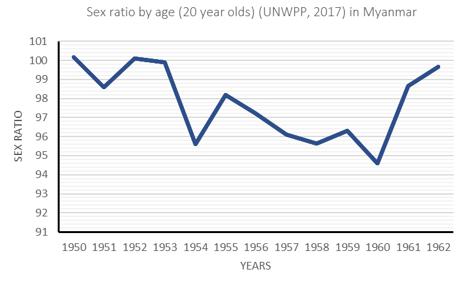 Sex ratio by age (20 year olds) (UNWPP, 2017) in Myanmar
101
100
99
98
97
96
95
94
93
92
91
SEX RATIO
1950 1951 1952 1953 1954 1955 1956 1957 1958 1959 1960 1961 1962
YEARS